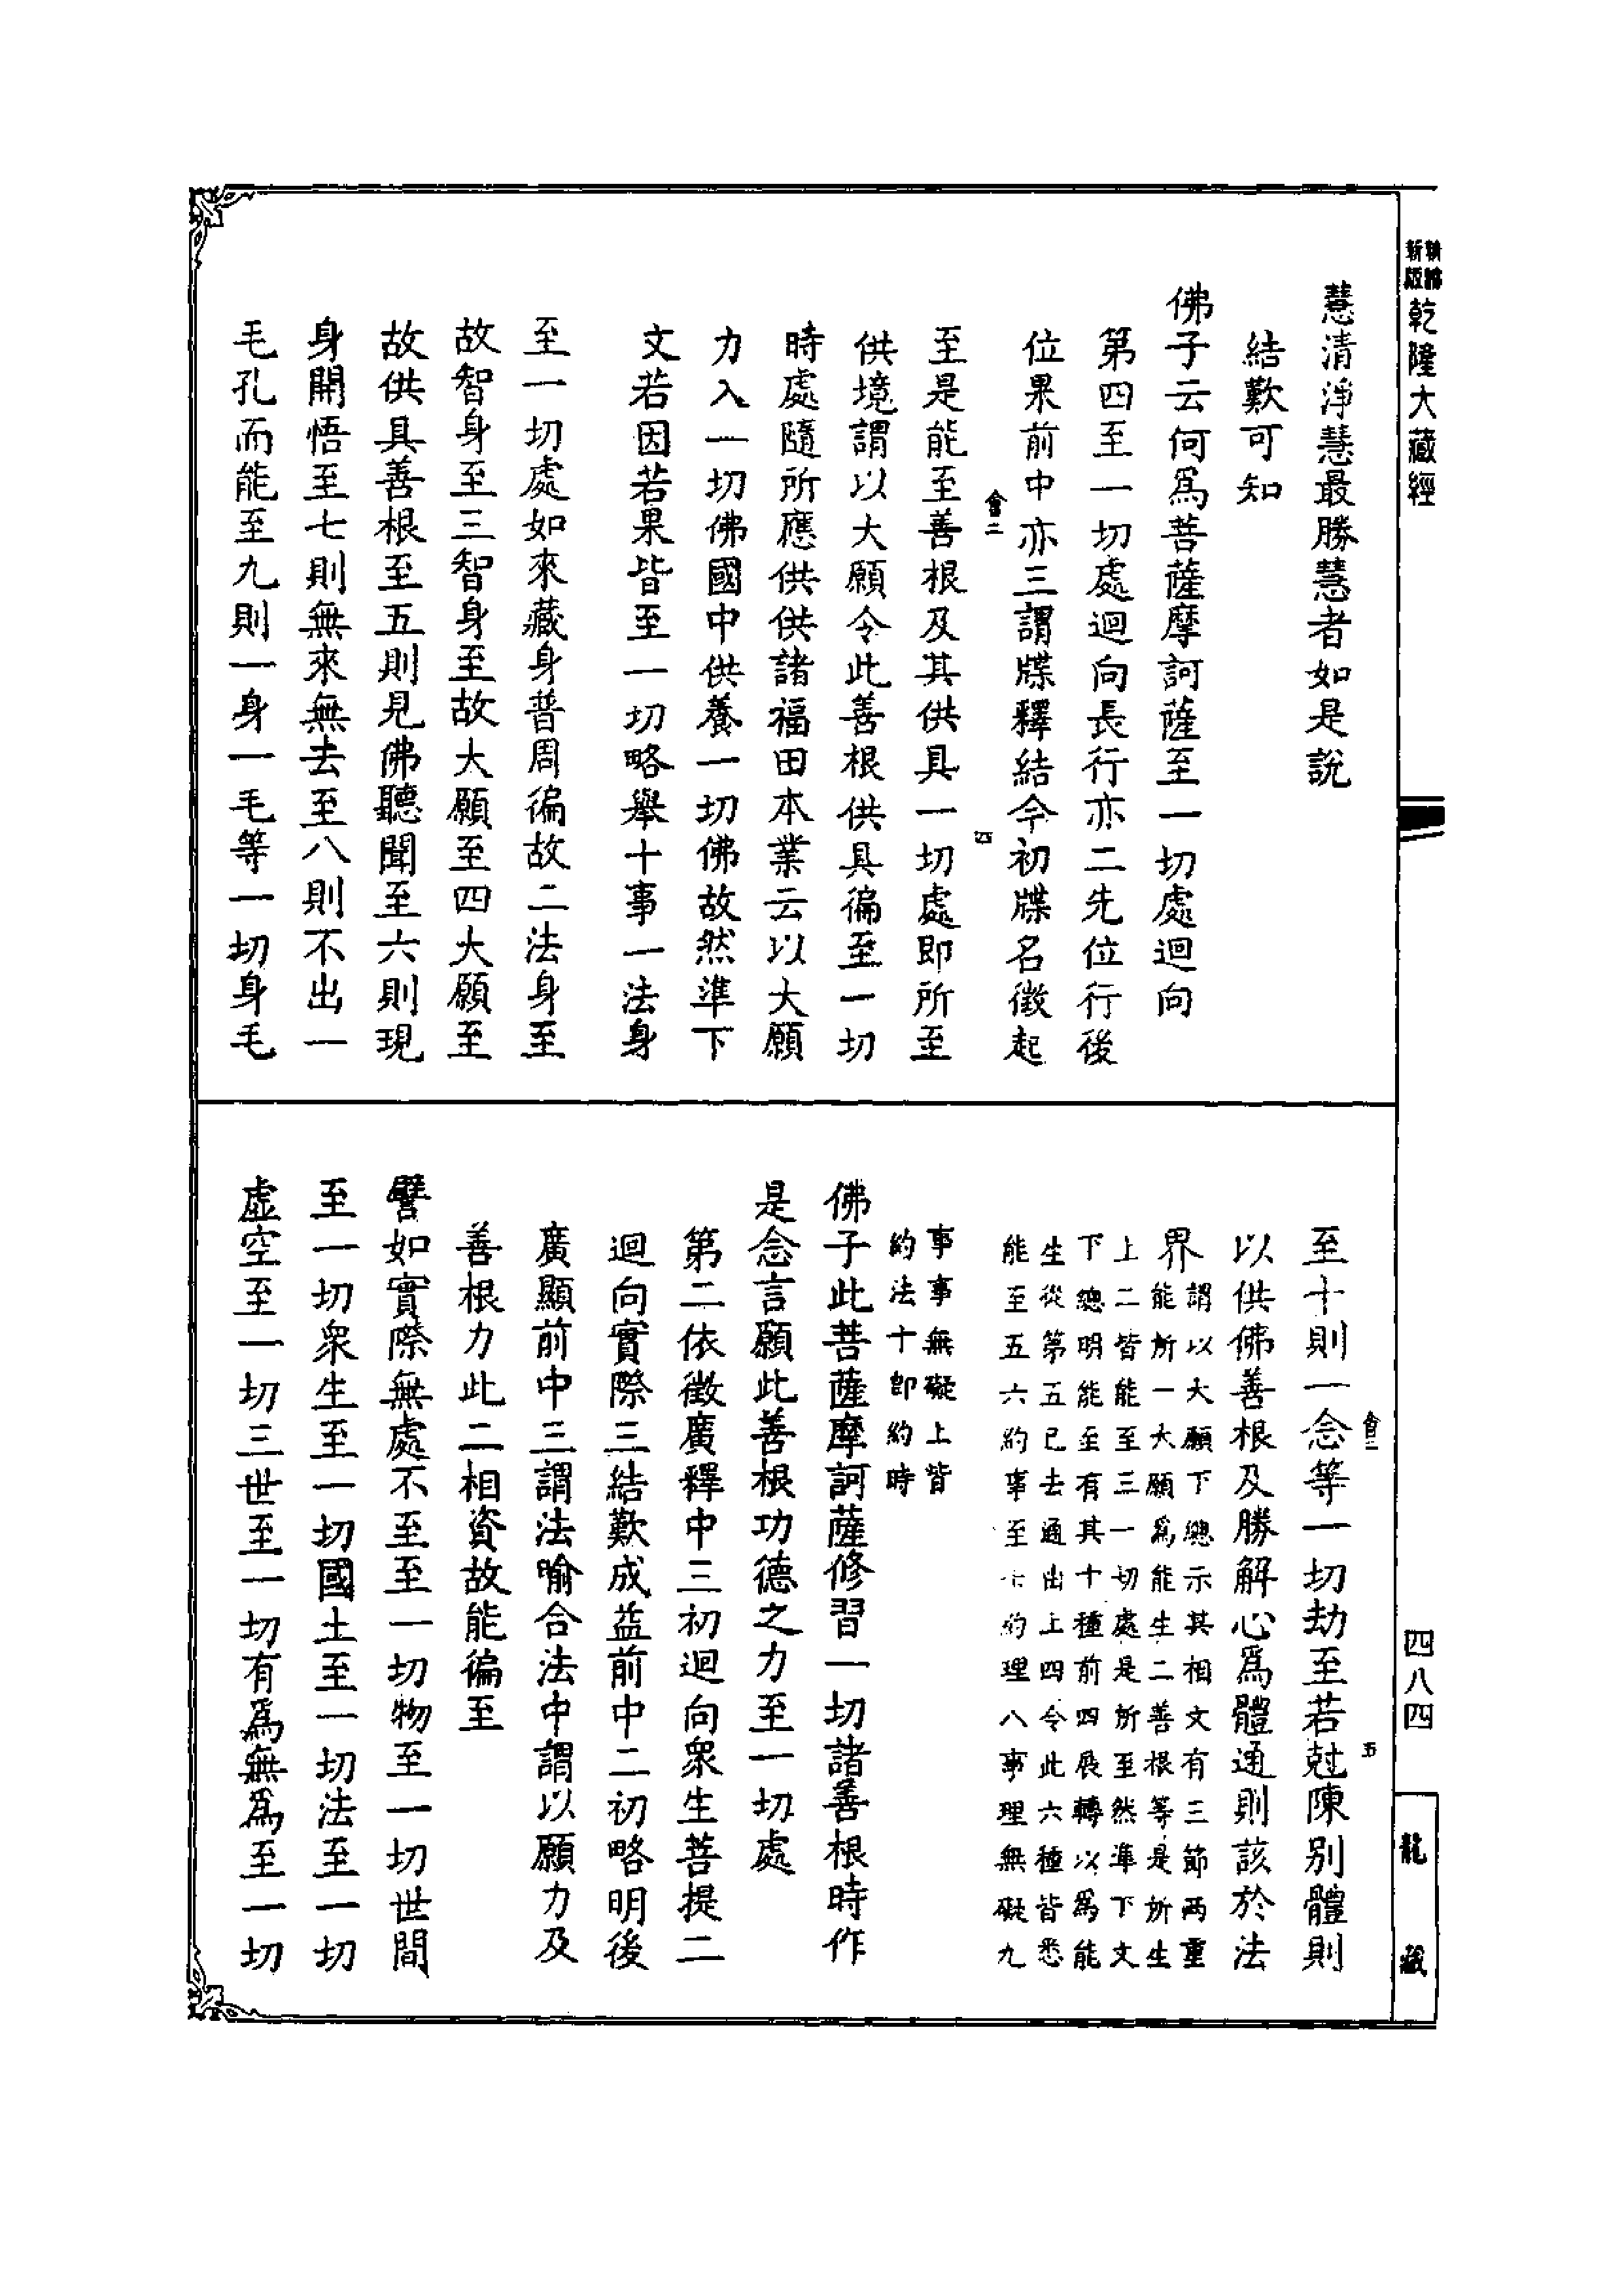 新編
新版
乾隆大藏經
慧清淨慧最勝慧者如是說
結歎可知
佛子云何爲菩薩摩訶薩至一切處迴向
第四至一切處迴向長行亦二先位行後
位果前中亦三謂牒釋結今初牒名徵起
會二
四
至是能至善根及其供具一切處即所至
供境謂以大願令此善根供具徧至一切
時處隨所應供供諸福田本業云以大願
力入一切佛國中供養一切佛故然準下
文若因若果皆至一切略舉十事一法身
至一切處如來藏身普周徧故二法身至
故智身至三智身至故大願至四大願至
故供具善根至五則見佛聽聞至六則現
身開悟至七則無來無去至八則不出一
毛孔而能至九則一身一毛等一切身毛
會二
五
至十則一念等一切劫至若尅陳別體則
以供佛善根及勝解心爲體通則該於法
界
謂以大願下總示其相文有三節兩重
能所一大願爲能生二善根等是所生
上二皆能至三一切處是所至然準下文
下總明能至有其十種前四展轉以爲能
生從第五已去通由上四令此六種皆悉
能至五六約事至七約理八事理無礙九
事事無礙上皆
約法十即約時
佛子此菩薩摩訶薩修習一切諸善根時作
是念言願此善根功德之力至一切處
第二依徵廣釋中三初迴向衆生菩提二
迴向實際三結歎成益前中二初略明後
廣顯前中三謂法喻合法中謂以願力及
善根力此二相資故能徧至
譬如實際無處不至至一切物至一切世間
至一切衆生至一切國土至一切法至一切
虛空至一切三世至一切有爲無爲至一切
四八四
龍藏